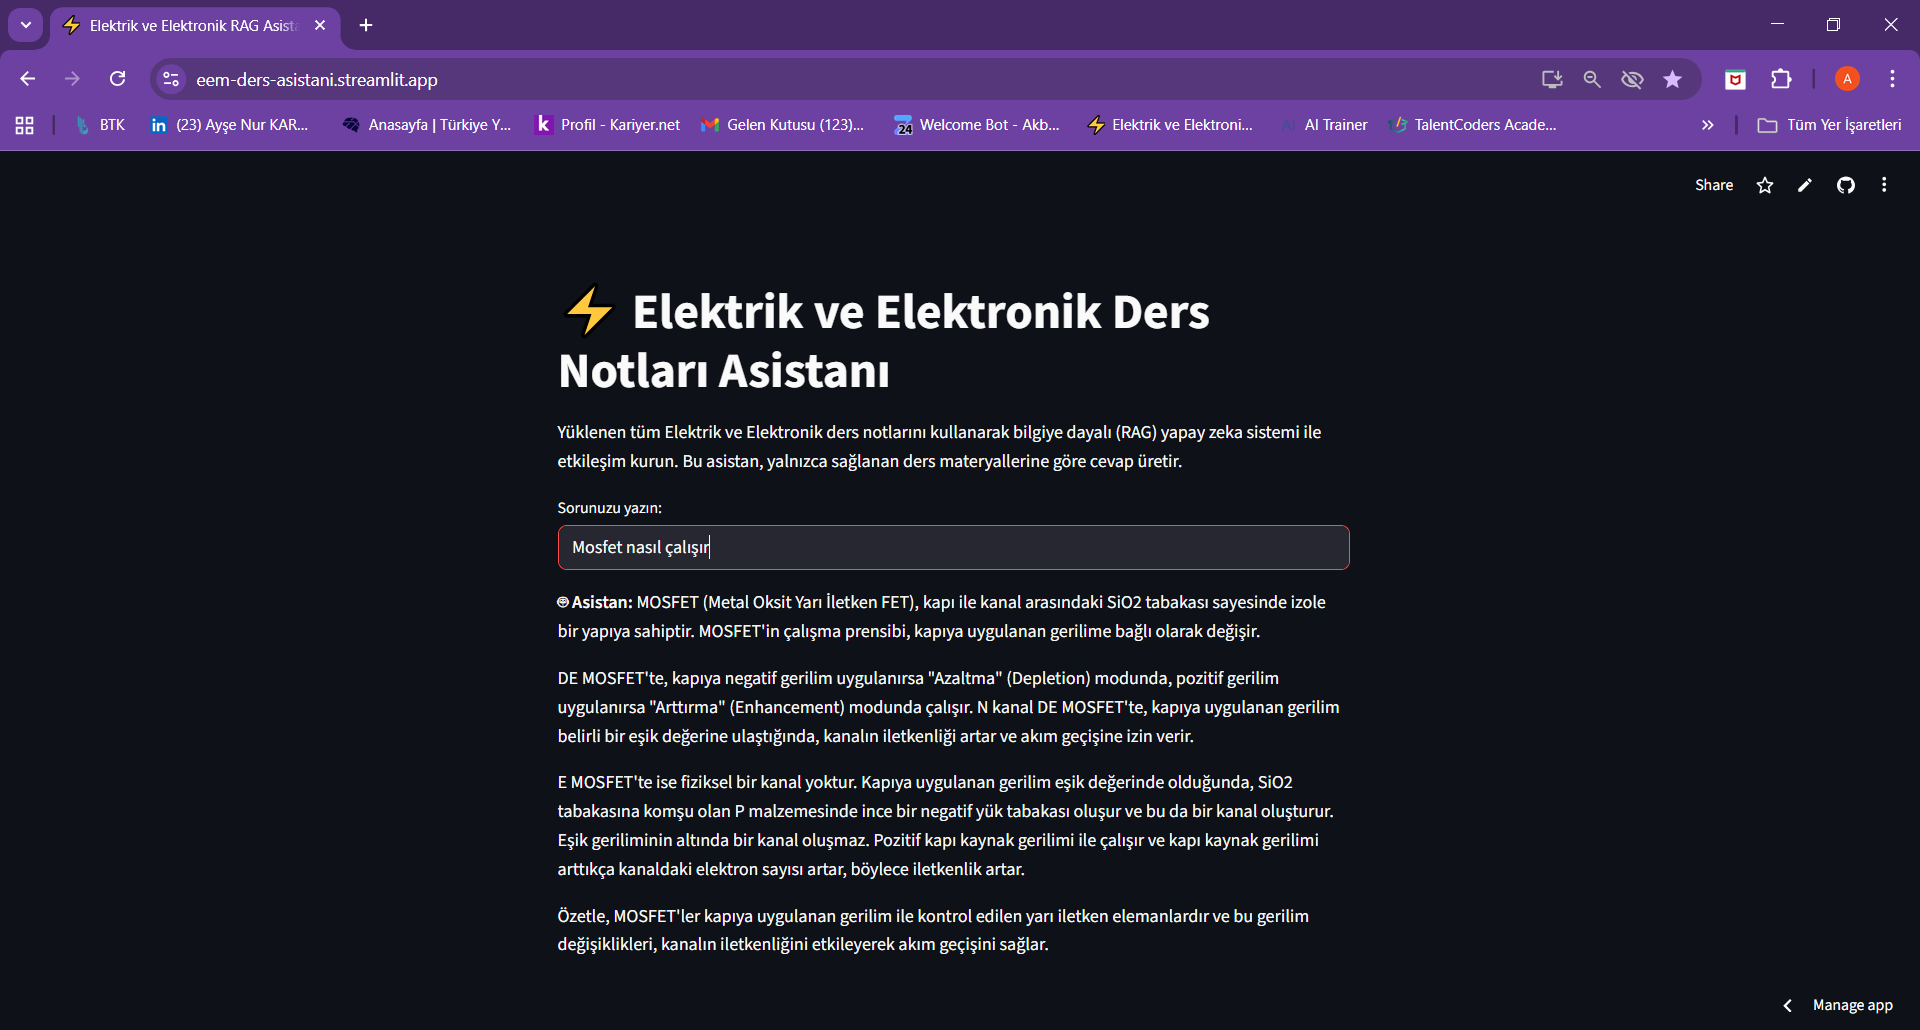 Elektrik ve Elektronik RAG Asist
eem-ders-asistani.streamlit.app
A
BTK
in (23) Ayşe Nur KAR...
Anasayfa | Türkiye Y...
k Profil - Kariyer.net
Gelen Kutusu (123)...
24 Welcome Bot - Akb...
Elektrik ve Elektroni...
AI AI Trainer
TalentCoders Acade...
»
Tüm Yer İşaretleri
Share
Elektrik ve Elektronik Ders
Notları Asistanı
Yüklenen tüm Elektrik ve Elektronik ders notlarını kullanarak bilgiye dayalı (RAG) yapay zeka sistemi ile
etkileşim kurun. Bu asistan, yalnızca sağlanan ders materyallerine göre cevap üretir.
Sorunuzu yazın:
Mosfet nasıl çalışır
Asistan: MOSFET (Metal Oksit Yarı İletken FET), kapı ile kanal arasındaki SiO2 tabakası sayesinde izole
bir yapıya sahiptir. MOSFET'in çalışma prensibi, kapıya uygulanan gerilime bağlı olarak değişir.
DE MOSFET'te, kapıya negatif gerilim uygulanırsa "Azaltma" (Depletion) modunda, pozitif gerilim
uygulanırsa "Arttırma" (Enhancement) modunda çalışır. N kanal DE MOSFET'te, kapıya uygulanan gerilim
belirli bir eşik değerine ulaştığında, kanalın iletkenliği artar ve akım geçişine izin verir.
E MOSFET'te ise fiziksel bir kanal yoktur. Kapıya uygulanan gerilim eşik değerinde olduğunda, SiO2
tabakasına komşu olan P malzemesinde ince bir negatif yük tabakası oluşur ve bu da bir kanal oluşturur.
Eşik geriliminin altında bir kanal oluşmaz. Pozitif kapı kaynak gerilimi ile çalışır ve kapı kaynak gerilimi
arttıkça kanaldaki elektron sayısı artar, böylece iletkenlik artar.
Özetle, MOSFET'ler kapıya uygulanan gerilim ile kontrol edilen yarı iletken elemanlardır ve bu gerilim
değişiklikleri, kanalın iletkenliğini etkileyerek akım geçişini sağlar.
Manage app